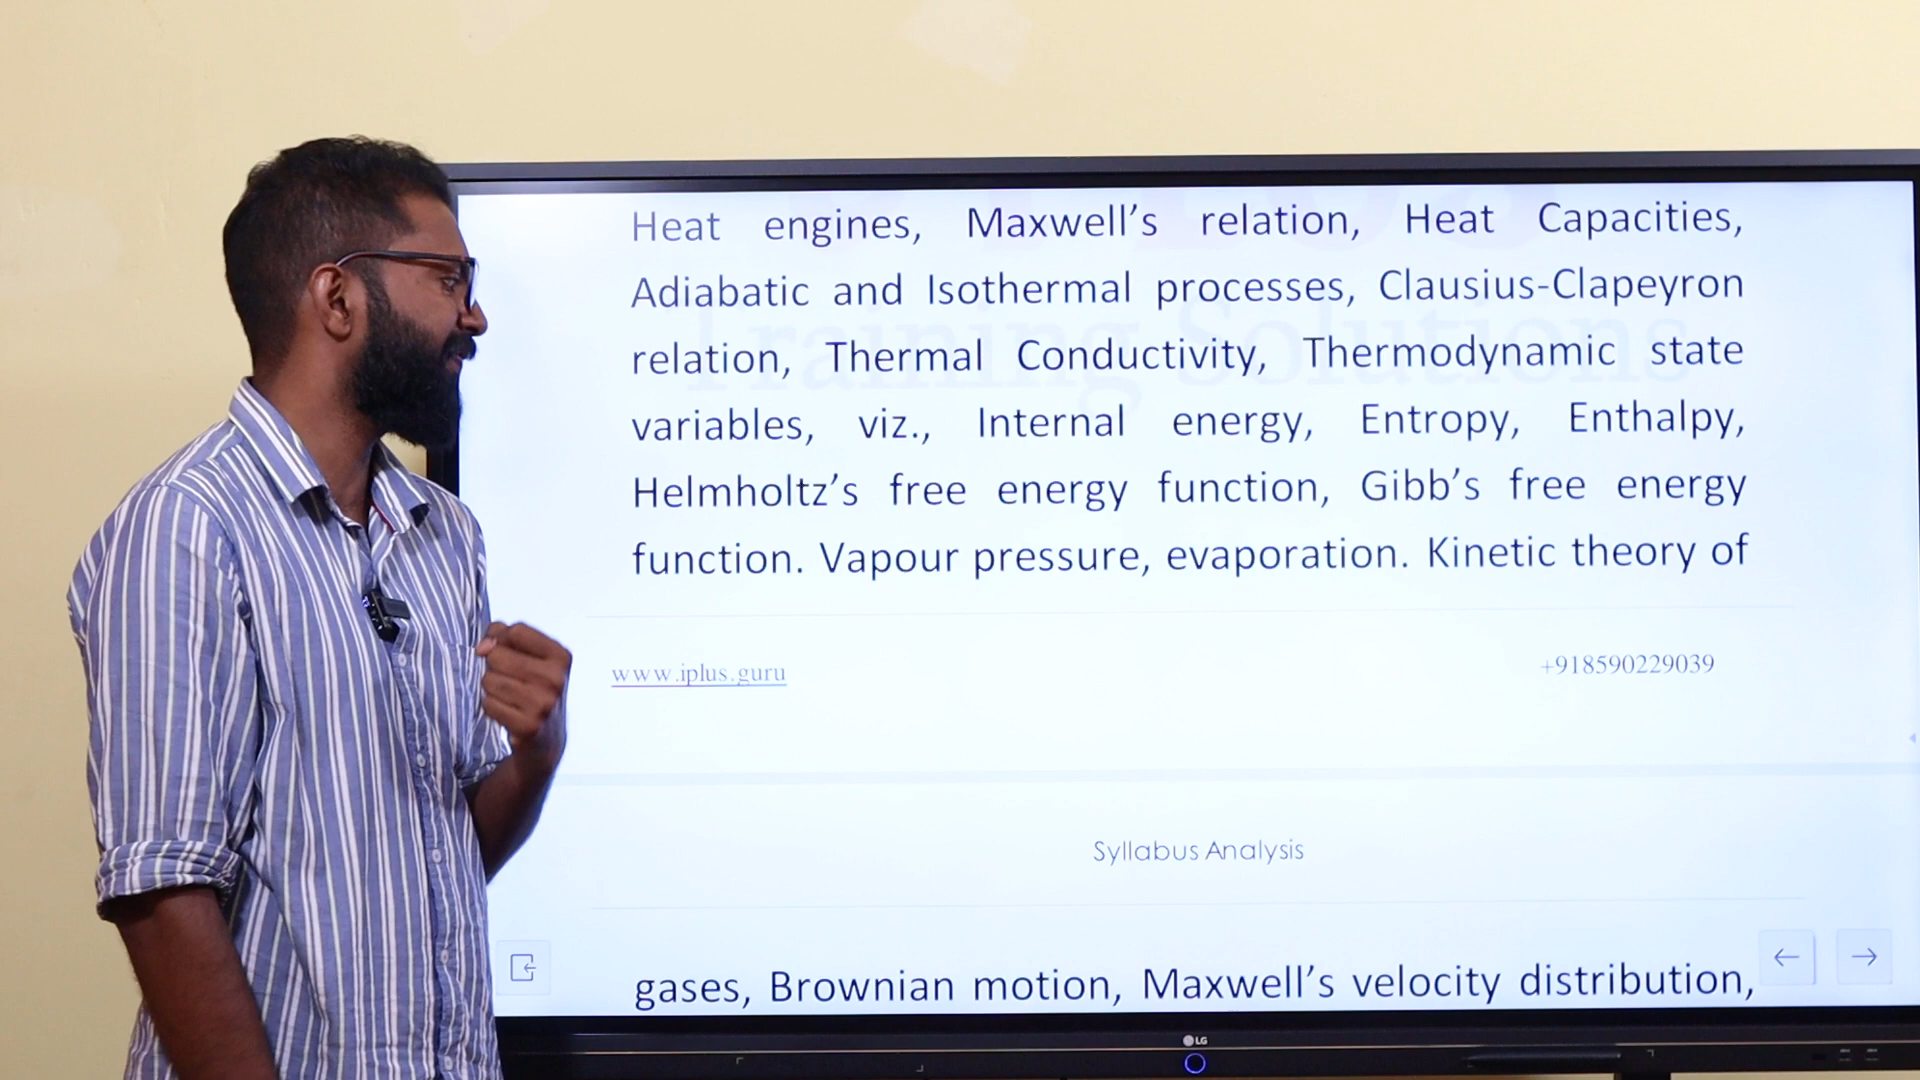 Heat engines, Maxwell’s relation, Heat Capacities,
Adiabatic and Isothermal processes, Clausius-Clapeyron
relation, Thermal Conductivity, Thermodynamic state
variables, viz., Internal energy, Entropy, Enthalpy,
Helmholtz’s free energy function, Gibb’s free energy
function. Vapour pressure, evaporation. Kinetic theory of
Training Solutions
www.iplus.guru
+918590229039
Syllabus Analysis
gases, Brownian motion, Maxwell’s velocity distribution,
LG